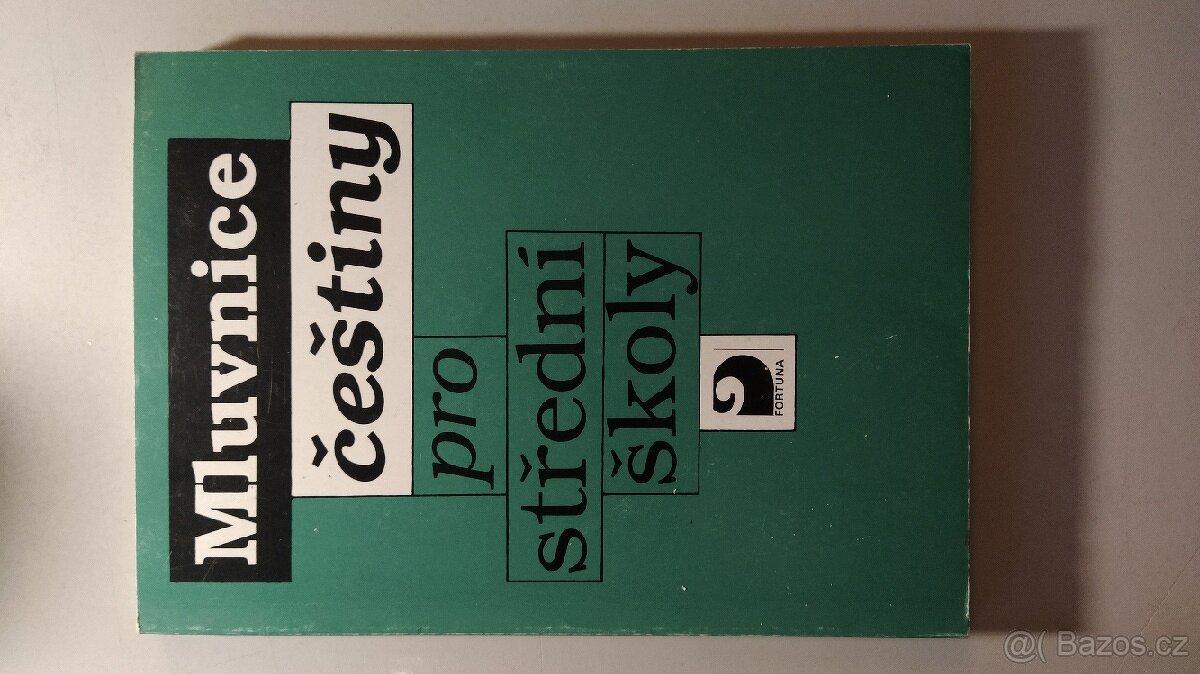 Mluvnice
češtiny
pro
střední
školy
FORTUNA
@( Bazos.cz